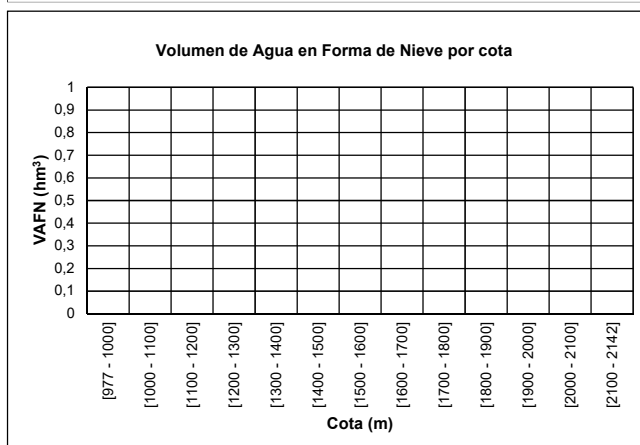 Volumen de Agua en Forma de Nieve por cota
VAFN (hm³)
1
0,9
0,8
0,7
0,6
0,5
0,4
0,3
0,2
0,1
0
[977 - 1000]
[1000 - 1100]
[1100 - 1200]
[1200 - 1300]
[1300 - 1400]
[1400 - 1500]
[1500 - 1600]
[1600 - 1700]
[1700 - 1800]
[1800 - 1900]
[1900 - 2000]
[2000 - 2100]
[2100 - 2142]
Cota (m)